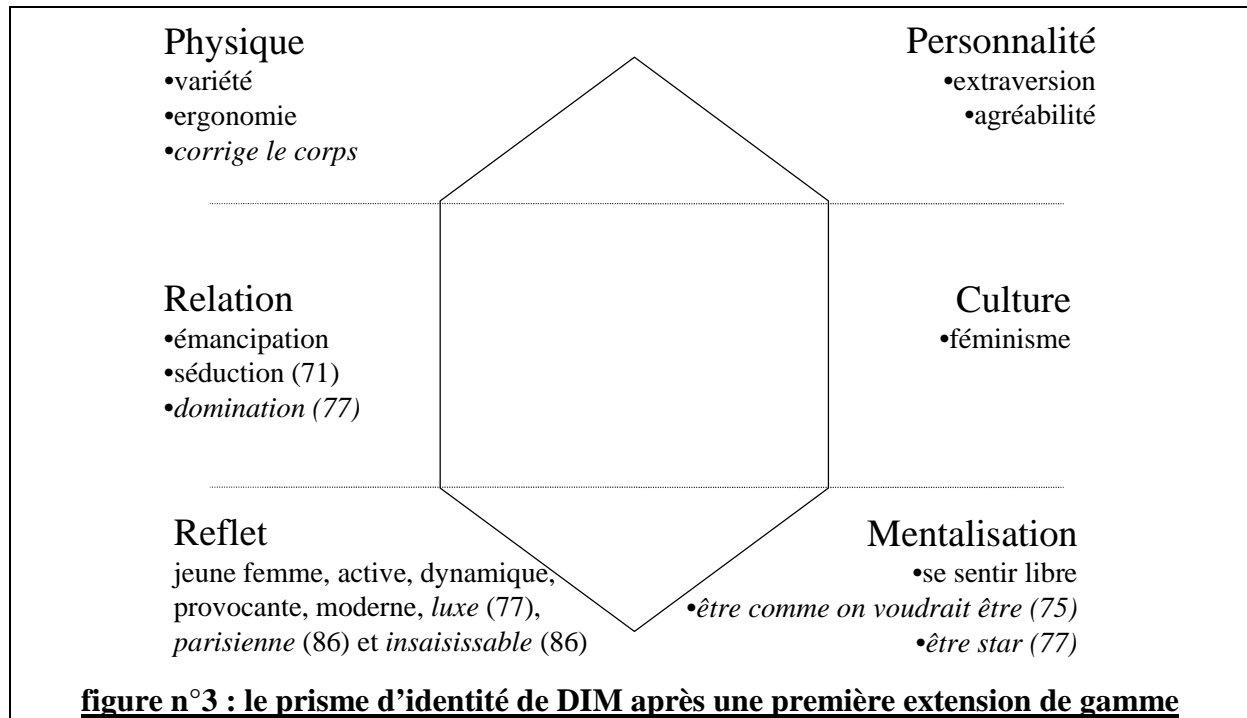 Physique
•variété
•ergonomie
•corrige le corps
Personnalité
•extraversion
•agréabilité
Relation
•émancipation
•séduction (71)
•domination (77)
Culture
•féminisme
Reflet
jeune femme, active, dynamique,
provocante, moderne, luxe (77),
parisienne (86) et insaisissable (86)
Mentalisation
•se sentir libre
•être comme on voudrait être (75)
•être star (77)
figure n°3 : le prisme d’identité de DIM après une première extension de gamme